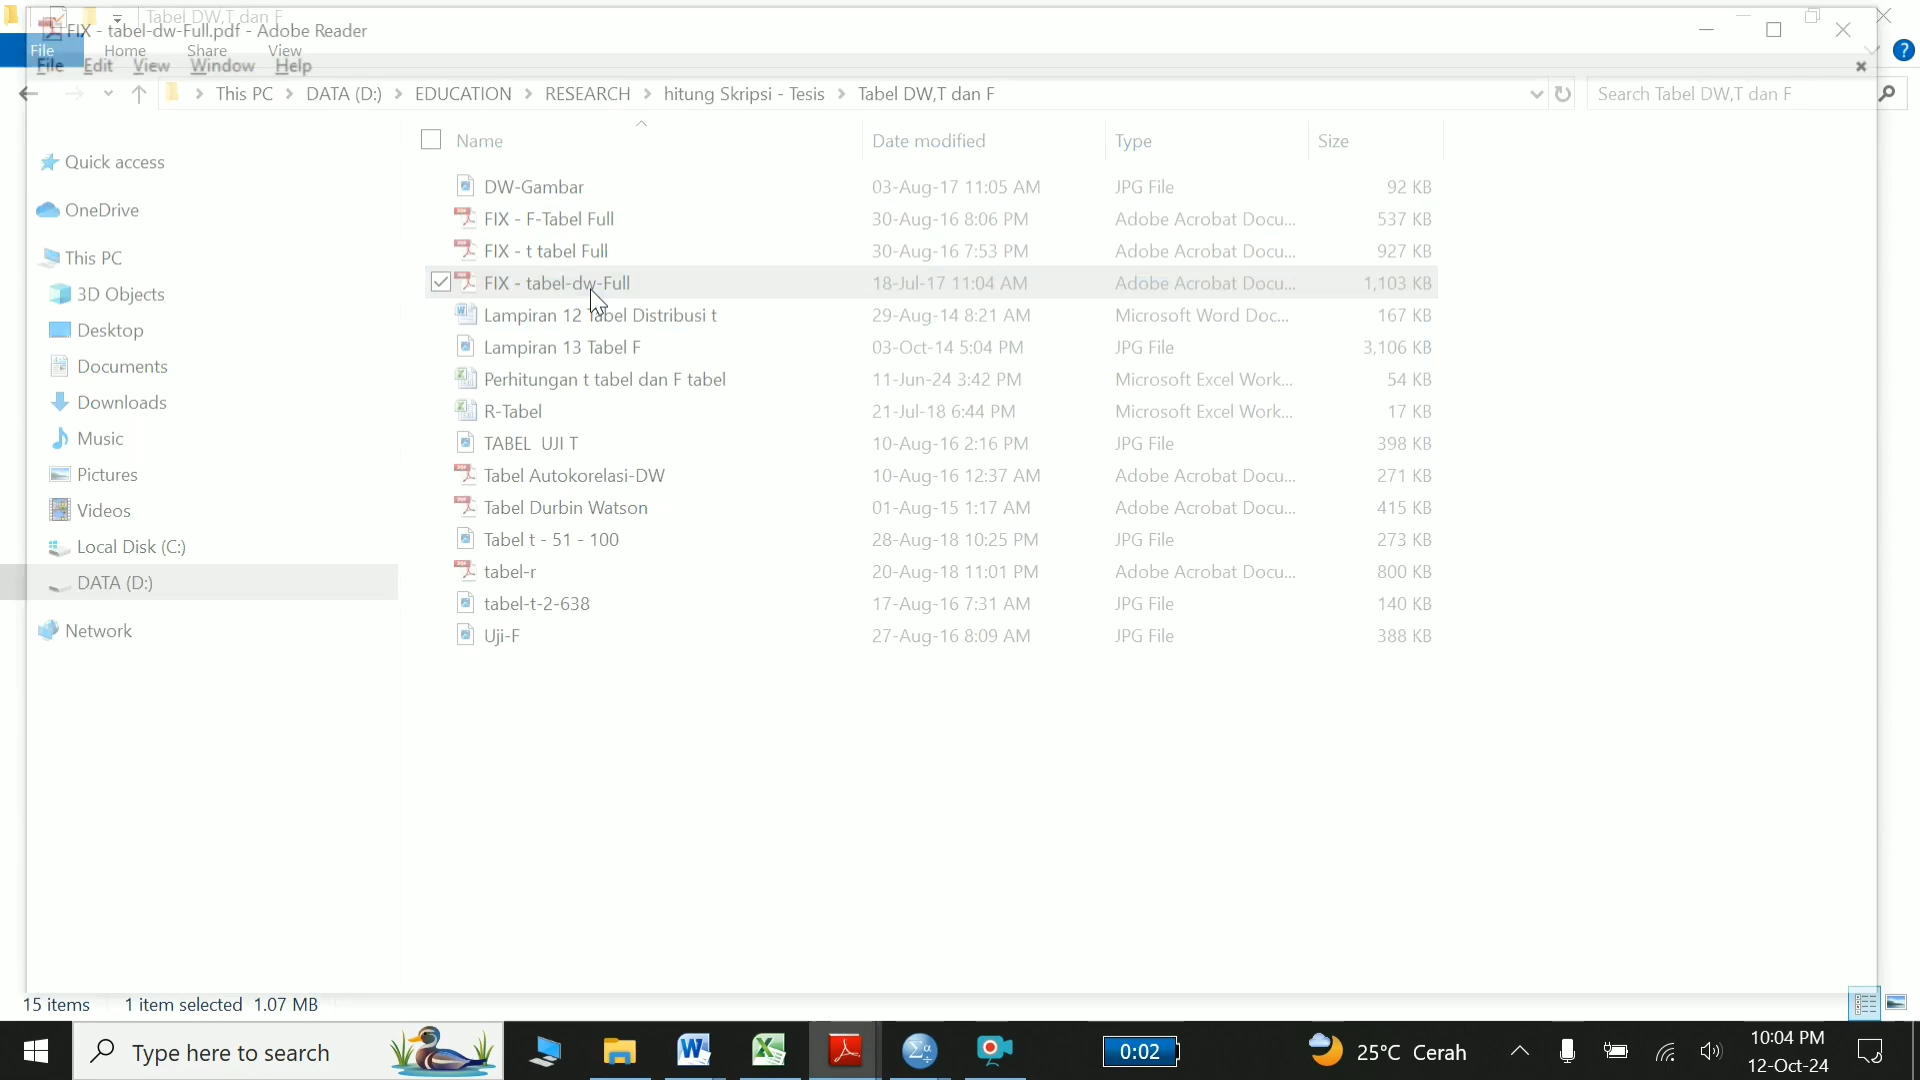 Tabel DW,T dan F
FIX - tabel-dw-Full.pdf - Adobe Reader
File Home Share View
File Edit View Window Help
This PC > DATA (D:) > EDUCATION > RESEARCH > hitung Skripsi - Tesis > Tabel DW,T dan F
Search Tabel DW,T dan F
Name Date modified Type Size
Quick access
OneDrive
This PC
3D Objects
Desktop
Documents
Downloads
Music
Pictures
Videos
Local Disk (C:)
DATA (D:)
Network
DW-Gambar 03-Aug-17 11:05 AM JPG File 92 KB
FIX - F-Tabel Full 30-Aug-16 8:06 PM Adobe Acrobat Docu... 537 KB
FIX - t tabel Full 30-Aug-16 7:53 PM Adobe Acrobat Docu... 927 KB
FIX - tabel-dw-Full 18-Jul-17 11:04 AM Adobe Acrobat Docu... 1,103 KB
Lampiran 12 Tabel Distribusi t 29-Aug-14 8:21 AM Microsoft Word Doc... 167 KB
Lampiran 13 Tabel F 03-Oct-14 5:04 PM JPG File 3,106 KB
Perhitungan t tabel dan F tabel 11-Jun-24 3:42 PM Microsoft Excel Work... 54 KB
R-Tabel 21-Jul-18 6:44 PM Microsoft Excel Work... 17 KB
TABEL UJI T 10-Aug-16 2:16 PM JPG File 398 KB
Tabel Autokorelasi-DW 10-Aug-16 12:37 AM Adobe Acrobat Docu... 271 KB
Tabel Durbin Watson 01-Aug-15 1:17 AM Adobe Acrobat Docu... 415 KB
Tabel t - 51 - 100 28-Aug-18 10:25 PM JPG File 273 KB
tabel-r 20-Aug-18 11:01 PM Adobe Acrobat Docu... 800 KB
tabel-t-2-638 17-Aug-16 7:31 AM JPG File 140 KB
Uji-F 27-Aug-16 8:09 AM JPG File 388 KB
15 items 1 item selected 1.07 MB
Type here to search
0:02
25°C Cerah
10:04 PM
12-Oct-24